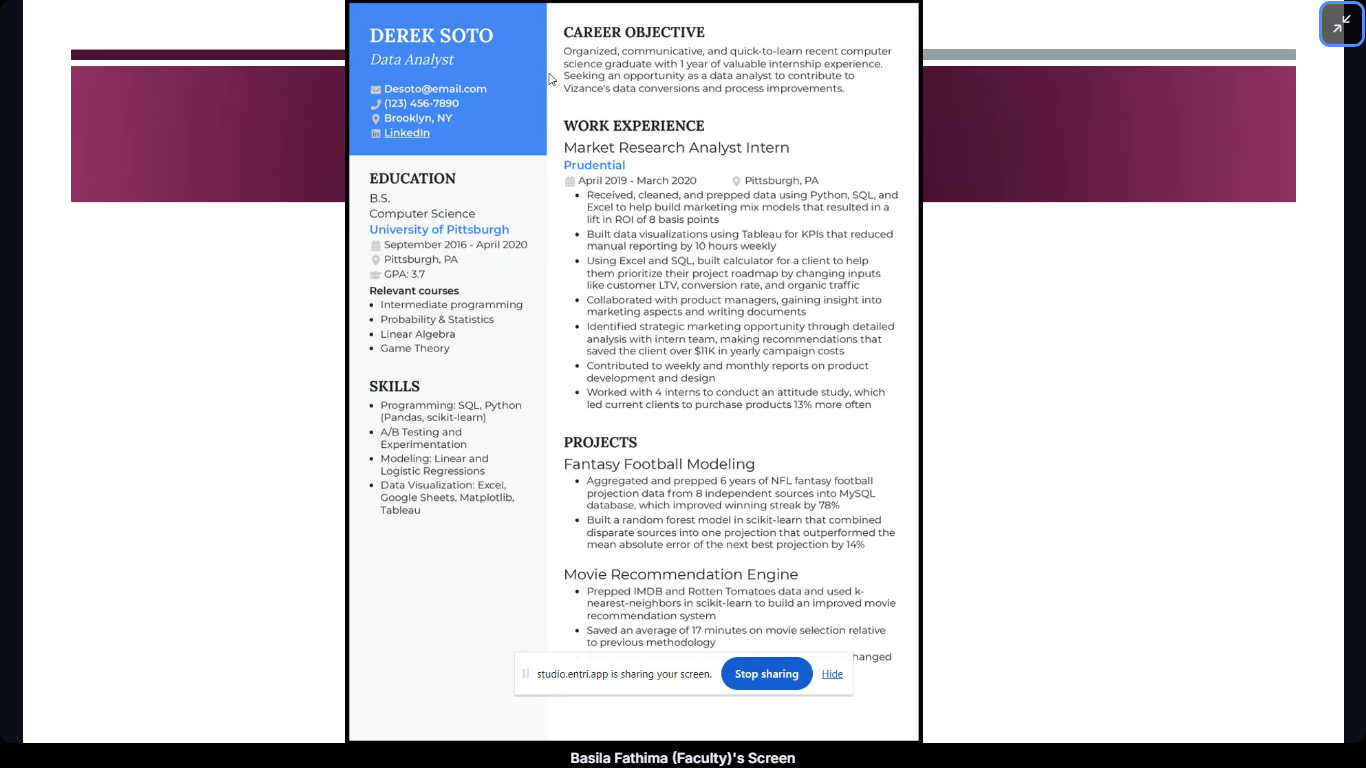 DEREK SOTO
Data Analyst
Desoto@email.com
(123) 456-7890
Brooklyn, NY
LinkedIn
EDUCATION
B.S.
Computer Science
University of Pittsburgh
September 2016 - April 2020
Pittsburgh, PA
GPA: 3.7
Relevant courses
• Intermediate programming
• Probability & Statistics
• Linear Algebra
• Game Theory
SKILLS
• Programming: SQL, Python
(Pandas, scikit-learn)
• A/B Testing and
Experimentation
• Modeling: Linear and
Logistic Regressions
• Data Visualization: Excel,
Google Sheets, Matplotlib,
Tableau
CAREER OBJECTIVE
Organized, communicative, and quick-to-learn recent computer
science graduate with 1 year of valuable internship experience.
Seeking an opportunity as a data analyst to contribute to
Vizance's data conversions and process improvements.
WORK EXPERIENCE
Market Research Analyst Intern
Prudential
April 2019 - March 2020 Pittsburgh, PA
• Received, cleaned, and prepped data using Python, SQL, and
Excel to help build marketing mix models that resulted in a
lift in ROI of 8 basis points
• Built data visualizations using Tableau for KPIs that reduced
manual reporting by 10 hours weekly
• Using Excel and SQL, built calculator for a client to help
them prioritize their project roadmap by changing inputs
like customer LTV, conversion rate, and organic traffic
• Collaborated with product managers, gaining insight into
marketing aspects and writing documents
• Identified strategic marketing opportunity through detailed
analysis with intern team, making recommendations that
saved the client over $11K in yearly campaign costs
• Contributed to weekly and monthly reports on product
development and design
• Worked with 4 interns to conduct an attitude study, which
led current clients to purchase products 13% more often
PROJECTS
Fantasy Football Modeling
• Aggregated and prepped 6 years of NFL fantasy football
projection data from 8 independent sources into MySQL
database, which improved winning streak by 78%
• Built a random forest model in scikit-learn that combined
disparate sources into one projection that outperformed the
mean absolute error of the next best projection by 14%
Movie Recommendation Engine
• Prepped IMDB and Rotten Tomatoes data and used k-
nearest-neighbors in scikit-learn to build an improved movie
recommendation system
• Saved an average of 17 minutes on movie selection relative
to previous methodology
hanged
studio.entri.app is sharing your screen.
Stop sharing
Hide
Basila Fathima (Faculty)'s Screen